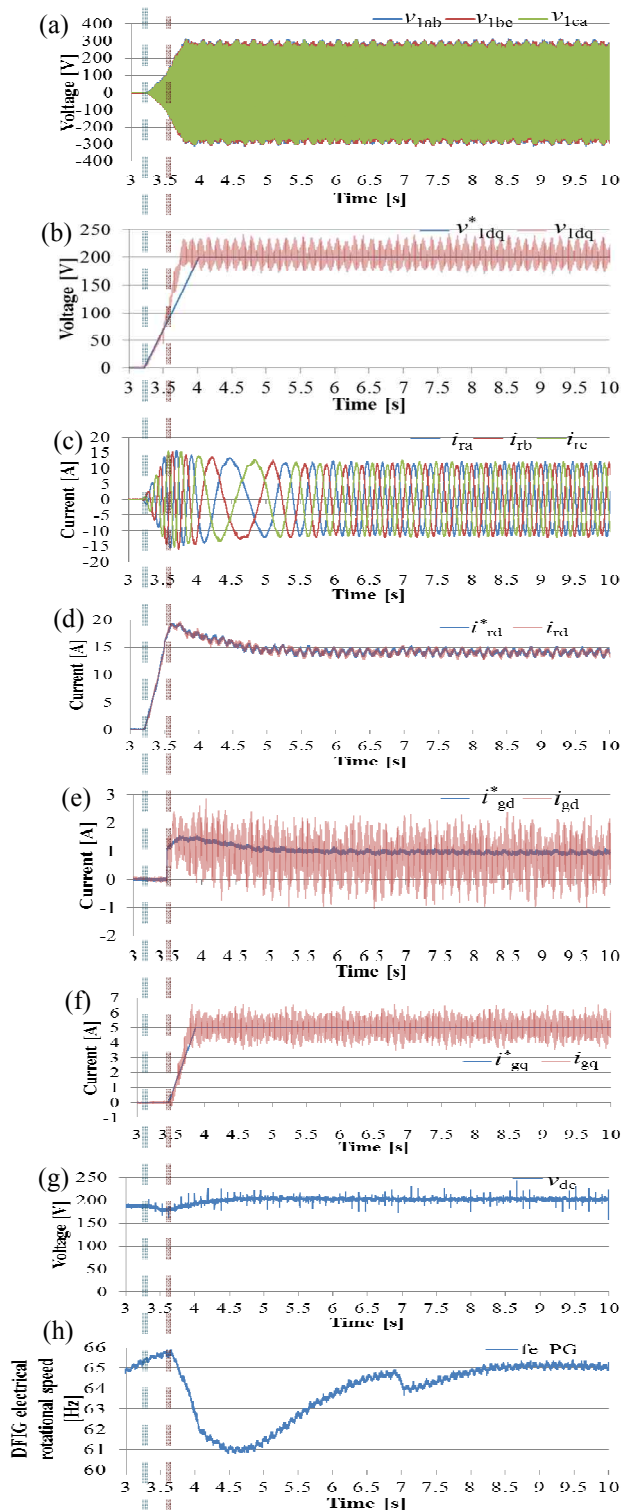 (a)
v1ab v1bc v1ca
Voltage [V]
400
300
200
100
0
-100
-200
-300
-400
3 3.5 4 4.5 5 5.5 6 6.5 7 7.5 8 8.5 9 9.5 10
Time [s]
(b)
v*1dq v1dq
Voltage [V]
250
200
150
100
50
0
3 3.5 4 4.5 5 5.5 6 6.5 7 7.5 8 8.5 9 9.5 10
Time [s]
(c)
ira irb irc
Current [A]
20
15
10
5
0
-5
-10
-15
-20
3 3.5 4 4.5 5 5.5 6 6.5 7 7.5 8 8.5 9 9.5 10
Time [s]
(d)
i*rd ird
Current [A]
20
15
10
5
0
3 3.5 4 4.5 5 5.5 6 6.5 7 7.5 8 8.5 9 9.5 10
Time [s]
(e)
i*gd igd
Current [A]
3
2
1
0
-1
-2
3 3.5 4 4.5 5 5.5 6 6.5 7 7.5 8 8.5 9 9.5 10
Time [s]
(f)
Current [A]
7
6
5
4
3
2
1
0
-1
i*gq igq
3 3.5 4 4.5 5 5.5 6 6.5 7 7.5 8 8.5 9 9.5 10
Time [s]
(g)
vdc
Voltage [V]
250
200
150
100
50
0
3 3.5 4 4.5 5 5.5 6 6.5 7 7.5 8 8.5 9 9.5 10
Time [s]
(h)
fe_PG
DFIG electrical
rotational speed
[Hz]
66
65
64
63
62
61
60
3 3.5 4 4.5 5 5.5 6 6.5 7 7.5 8 8.5 9 9.5 10
Time [s]